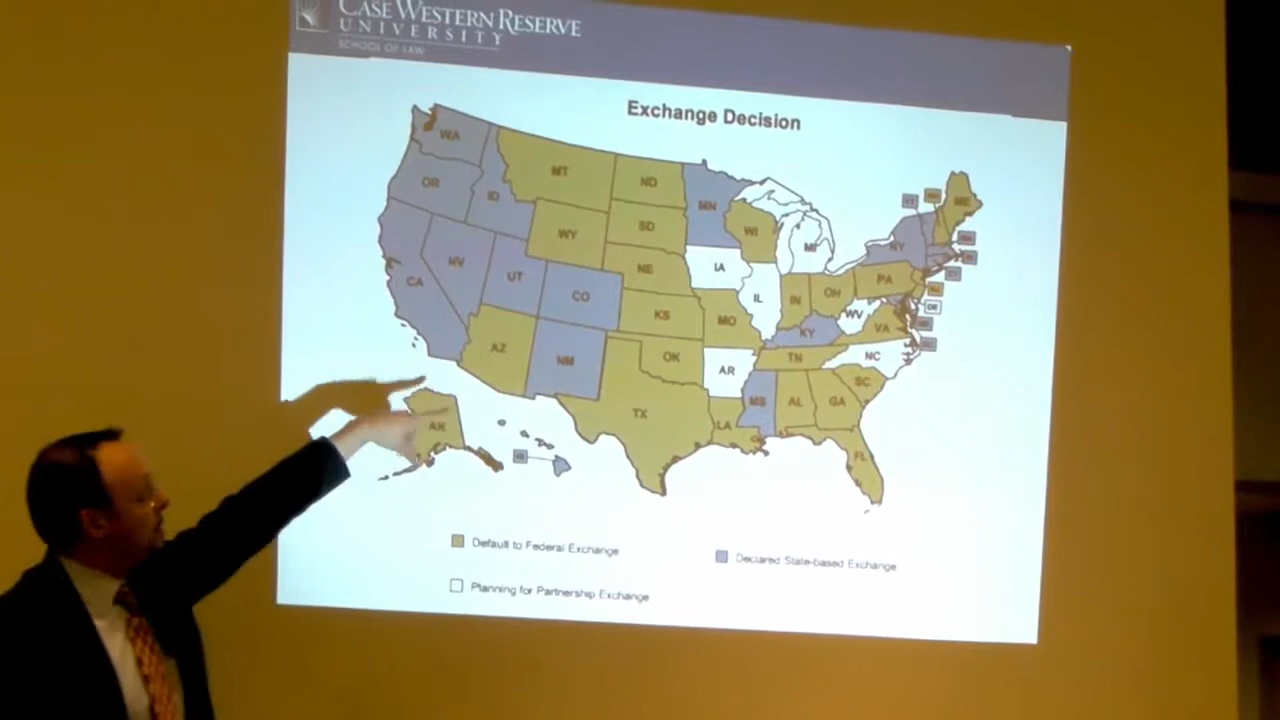 CASE WESTERN RESERVE
UNIVERSITY
SCHOOL OF LAW
Exchange Decision
WA
OR
ID
MT
ND
MN
SD
WY
WI
MI
NY
ME
VT
CA
NV
UT
CO
NE
IA
IL
IN
OH
PA
WV
VA
KS
MO
KY
DE
AZ
NM
OK
AR
TN
NC
SC
TX
LA
MS
AL
GA
FL
AK
Default to Federal Exchange
Declared State-based Exchange
Planning for Partnership Exchange